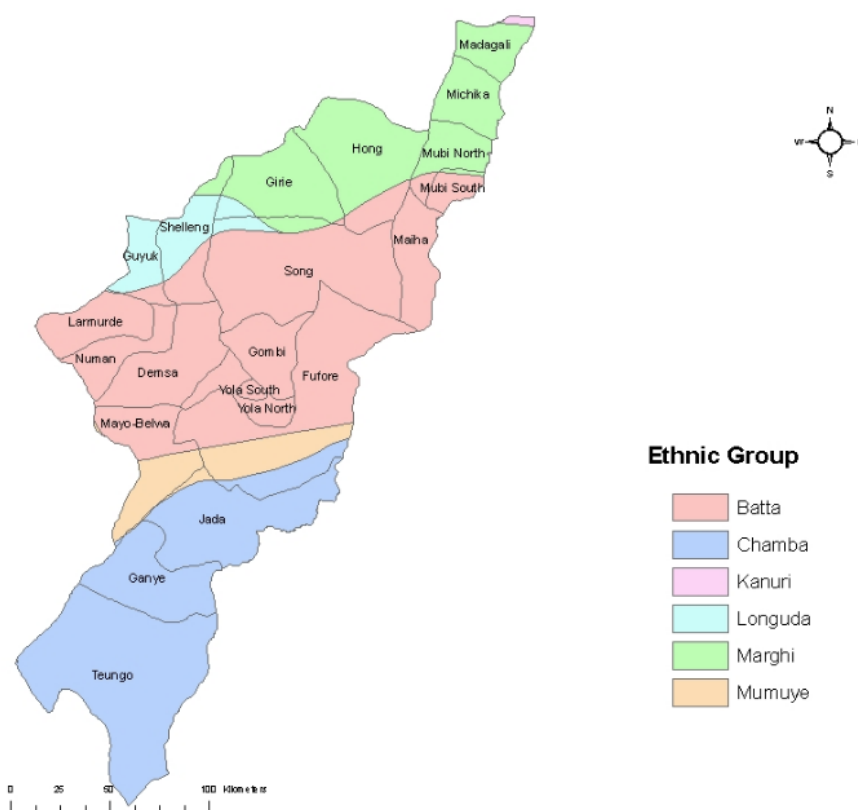 Madagali
Michika
N
W
S
Hong
Mubi North
Girie
Mubi South
Shelleng
Maiha
Guyuk
Song
Larmurde
Gombi
Numan
Demsa
Fufore
Yola South
Yola North
Mayo-Belwa
Ethnic Group
Batta
Jada
Chamba
Kanuri
Ganye
Longuda
Marghi
Teungo
Mumuye
0 25 50 100 Kilometers